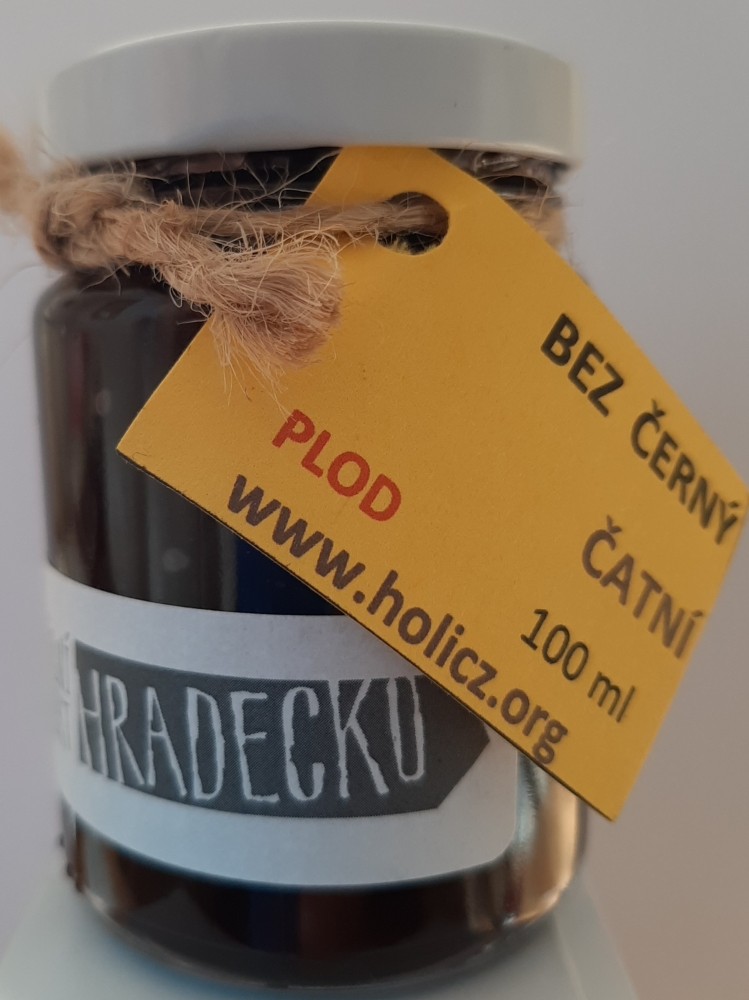 BEZ ČERNÝ
ČATNÍ
100 ml
PLOD
www.holicz.org
HRADECKU